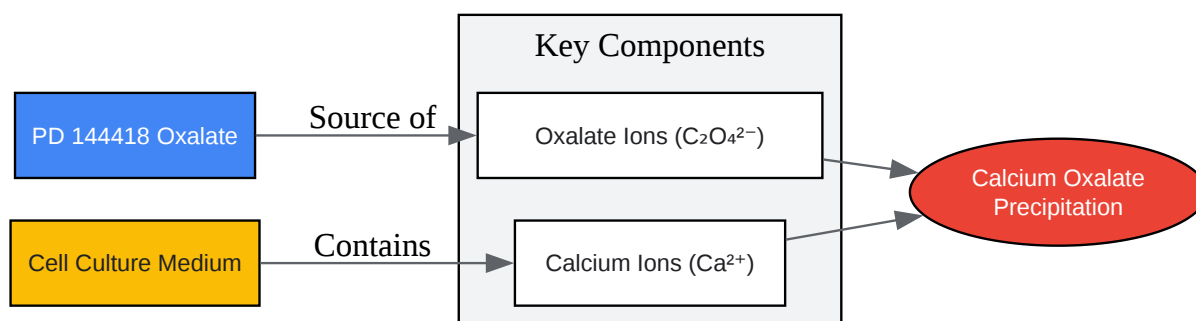 Key Components
PD 144418 Oxalate
Source of
Oxalate Ions (C₂O₄²⁻)
Calcium Oxalate
Precipitation
Cell Culture Medium
Contains
Calcium Ions (Ca²⁺)